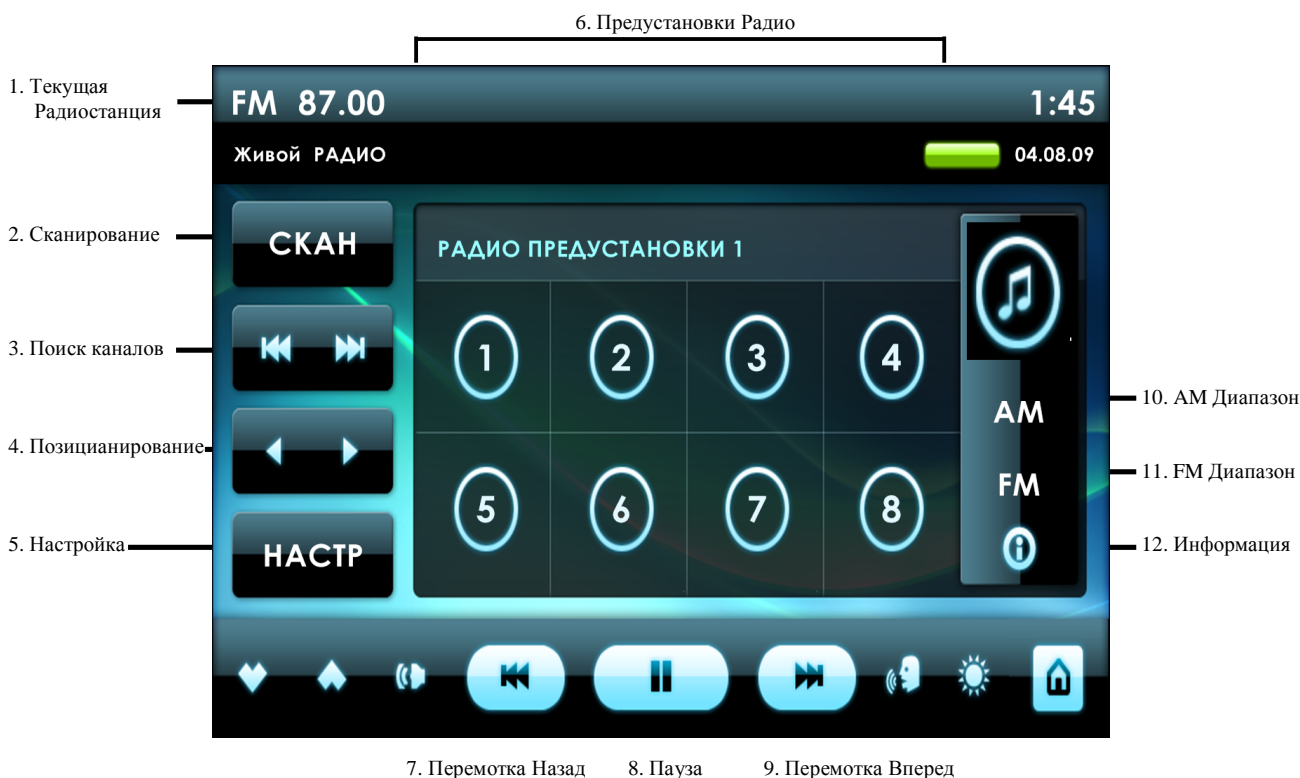 6. Предустановки Радио
1. Текущая
Радиостанция
FM 87.00
1:45
Живой РАДИО
04.08.09
2. Сканирование
СКАН
РАДИО ПРЕДУСТАНОВКИ 1
3. Поиск каналов
1 2 3 4
AM
10. AM Диапазон
4. Позицианирование
5 6 7 8
FM
11. FM Диапазон
5. Настройка
НАСТР
12. Информация
7. Перемотка Назад 8. Пауза 9. Перемотка Вперед